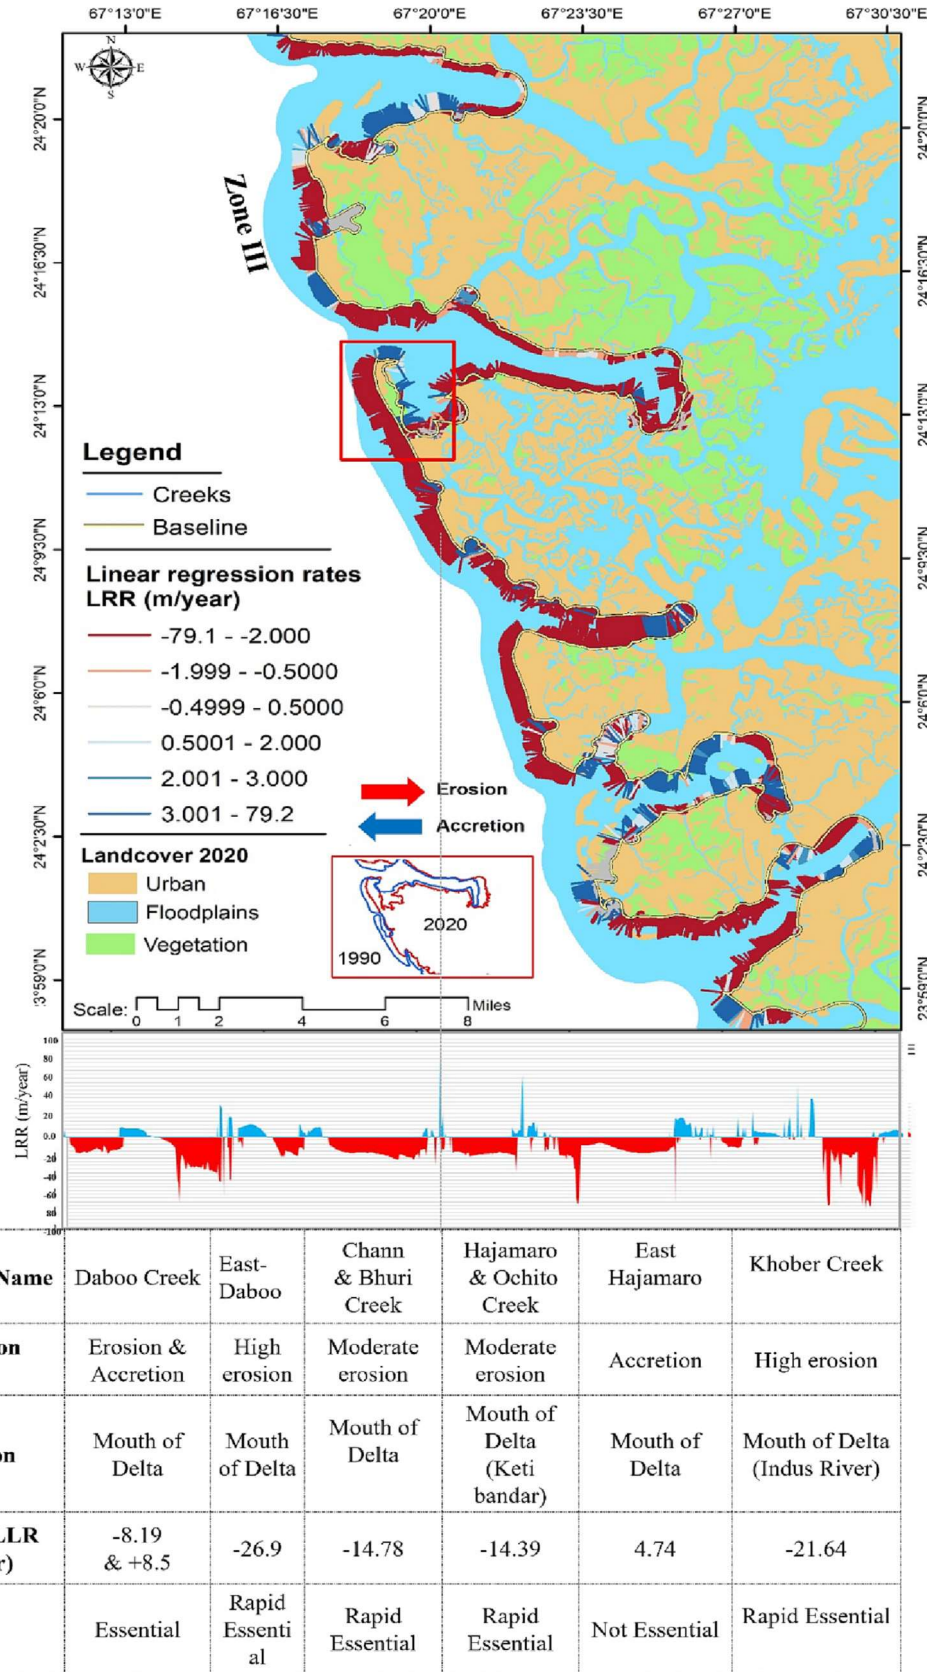 67°13'0"E 67°16'30"E 67°20'0"E 67°23'30"E 67°27'0"E 67°30'30"E
N
W E
S
24°20'0"N 24°20'0"N
Zone III
24°16'30"N 24°16'30"N
24°13'0"N 24°13'0"N
Legend
Creeks
Baseline
24°9'30"N 24°9'30"N
Linear regression rates
LRR (m/year)
-79.1 - -2.000
-1.999 - -0.5000
-0.4999 - 0.5000
0.5001 - 2.000
2.001 - 3.000
3.001 - 79.2
24°6'0"N 24°6'0"N
Erosion
Accretion
24°2'30"N 24°2'30"N
Landcover 2020
Urban
Floodplains
Vegetation
2020
1990
3°59'0"N 23°59'0"N
Scale: 0 1 2 4 6 8 Miles
LRR (m/year)
100
80
60
40
20
0.0
-20
-40
-60
80
-100
Name Daboo Creek East-Daboo Chann & Bhuri Creek Hajamaro & Ochito Creek East Hajamaro Khober Creek
on Erosion & Accretion High erosion Moderate erosion Moderate erosion Accretion High erosion
on Mouth of Delta Mouth of Delta Mouth of Delta Mouth of Delta (Keti bandar) Mouth of Delta Mouth of Delta (Indus River)
LLR r) -8.19 & +8.5 -26.9 -14.78 -14.39 4.74 -21.64
Essential Rapid Essential Rapid Essential Rapid Essential Not Essential Rapid Essential